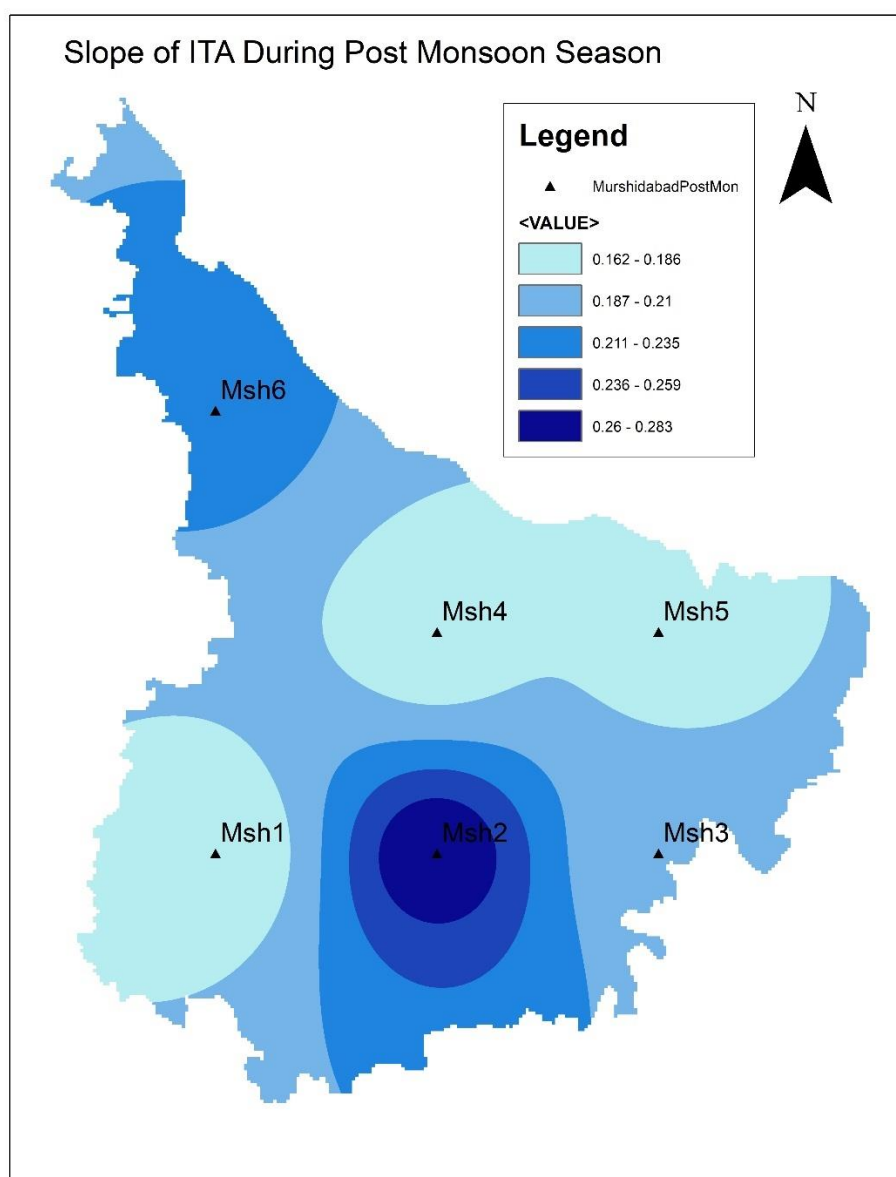 Slope of ITA During Post Monsoon Season
N
Legend
MurshidabadPostMon
<VALUE>
0.162 - 0.186
0.187 - 0.21
0.211 - 0.235
0.236 - 0.259
0.26 - 0.283
Msh6
Msh4
Msh5
Msh1
Msh2
Msh3